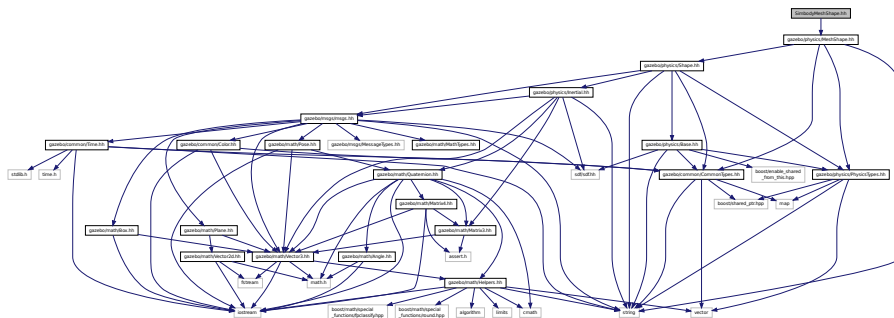 SimbodyMeshShape.hh
gazebo/physics/MeshShape.hh
gazebo/physics/Shape.hh
gazebo/physics/Inertial.hh
gazebo/msgs/msgs.hh
gazebo/common/Time.hh
gazebo/common/Color.hh
gazebo/math/Pose.hh
gazebo/msgs/MessageTypes.hh
gazebo/math/MathTypes.hh
gazebo/physics/Base.hh
stdlib.h
time.h
gazebo/math/Quaternion.hh
sdf/sdf.hh
gazebo/common/CommonTypes.hh
boost/enable_shared
_from_this.hpp
gazebo/physics/PhysicsTypes.hh
gazebo/math/Matrix4.hh
boost/shared_ptr.hpp
map
gazebo/math/Box.hh
gazebo/math/Plane.hh
gazebo/math/Matrix3.hh
gazebo/math/Vector2d.hh
gazebo/math/Vector3.hh
gazebo/math/Angle.hh
assert.h
fstream
math.h
gazebo/math/Helpers.hh
iostream
boost/math/special
_functions/fpclassify.hpp
boost/math/special
_functions/round.hpp
algorithm
limits
cmath
string
vector